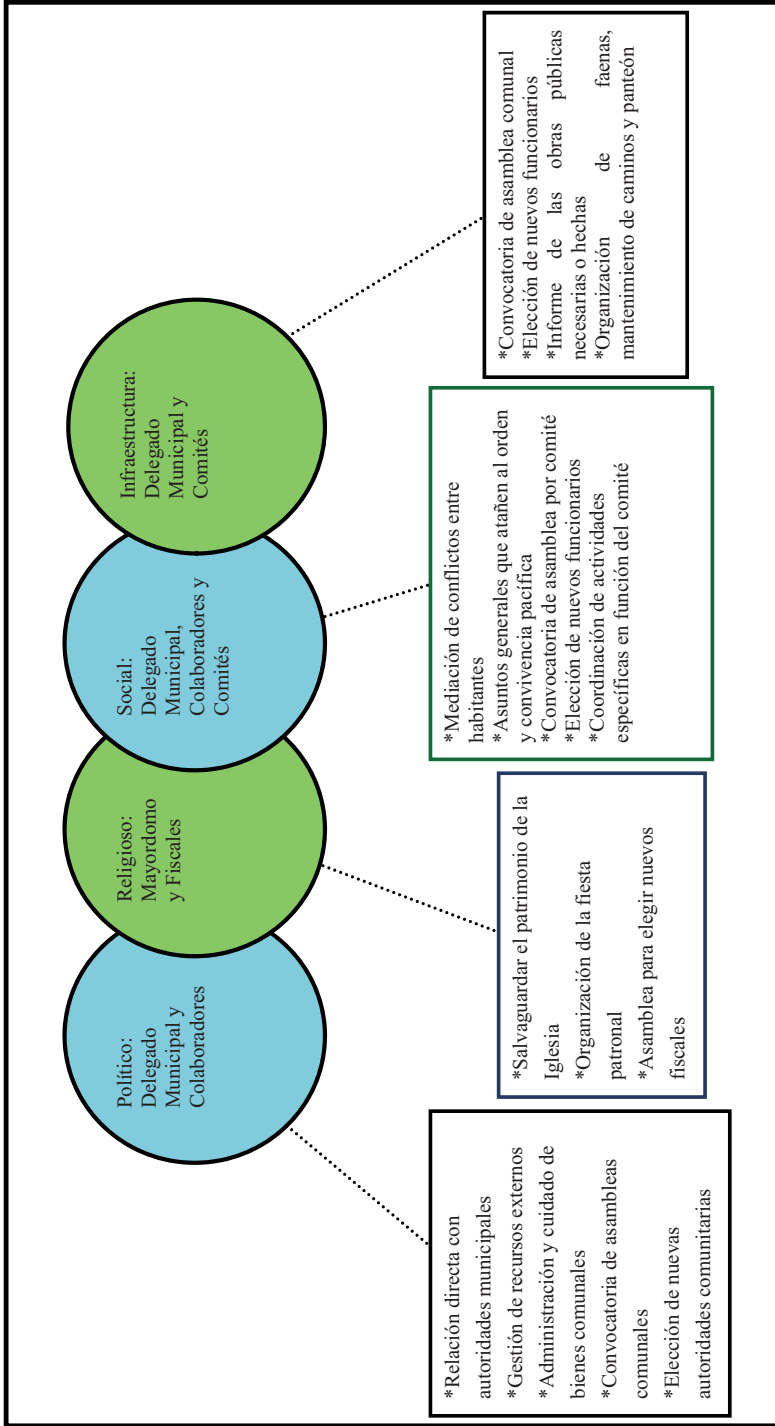 Político:
Delegado
Municipal y
Colaboradores
Religioso:
Mayordomo
y Fiscales
Social:
Delegado
Municipal,
Colaboradores y
Comités
Infraestructura:
Delegado
Municipal y
Comités
*Relación directa con
autoridades municipales
*Gestión de recursos externos
*Administración y cuidado de
bienes comunales
*Convocatoria de asambleas
comunales
*Elección de nuevas
autoridades comunitarias
*Salvaguardar el patrimonio de la
Iglesia
*Organización de la fiesta
patronal
*Asamblea para elegir nuevos
fiscales
*Mediación de conflictos entre
habitantes
*Asuntos generales que atañen al orden
y convivencia pacífica
*Convocatoria de asamblea por comité
*Elección de nuevos funcionarios
*Coordinación de actividades
específicas en función del comité
*Convocatoria de asamblea comunal
*Elección de nuevos funcionarios
*Informe de las obras públicas
necesarias o hechas
*Organización de faenas,
mantenimiento de caminos y panteón